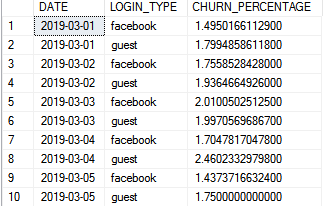 DATE LOGIN_TYPE CHURN_PERCENTAGE
1 2019-03-01 facebook 1.4950166112900
2 2019-03-01 guest 1.7994858611800
3 2019-03-02 facebook 1.7558528428000
4 2019-03-02 guest 1.9364664926000
5 2019-03-03 facebook 2.0100502512500
6 2019-03-03 guest 1.9970569686700
7 2019-03-04 facebook 1.7047817047800
8 2019-03-04 guest 2.4602332979800
9 2019-03-05 facebook 1.4373716632400
10 2019-03-05 guest 1.7500000000000